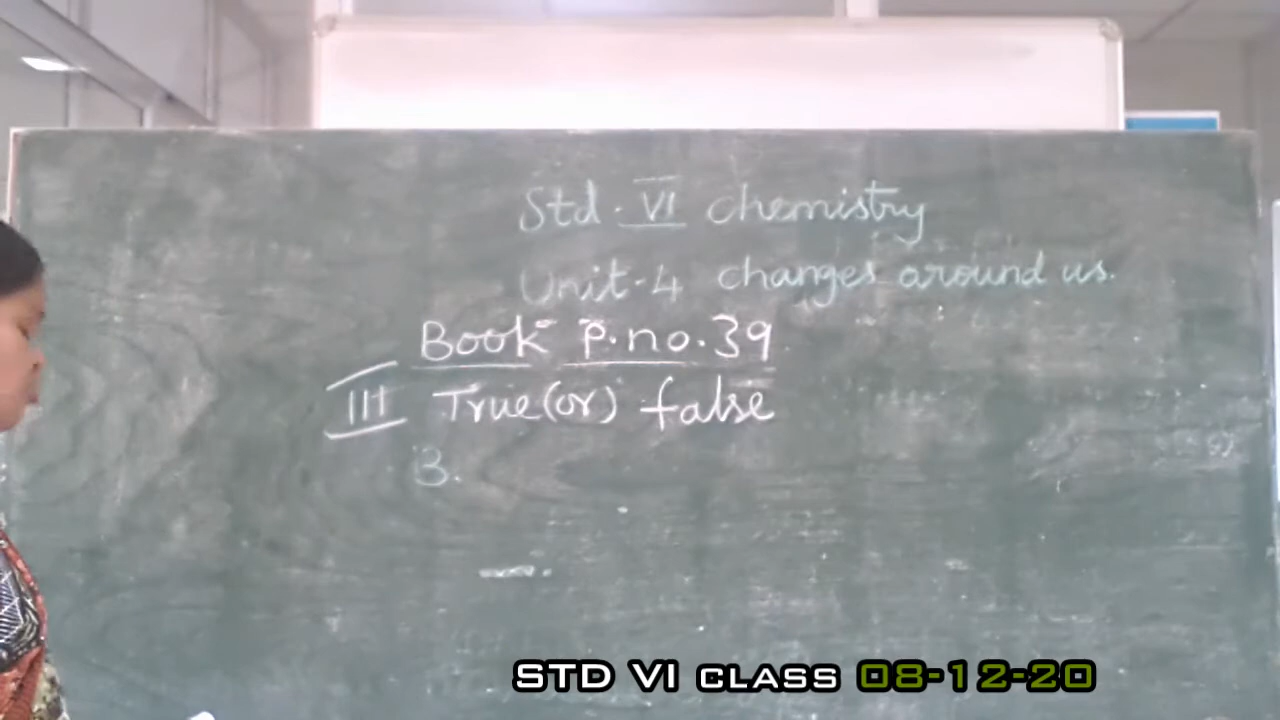 Std. VI chemistry
Unit-4 changes around us.
Book p.no.39
III True(or) false
3.
STD VI CLASS 08-12-20